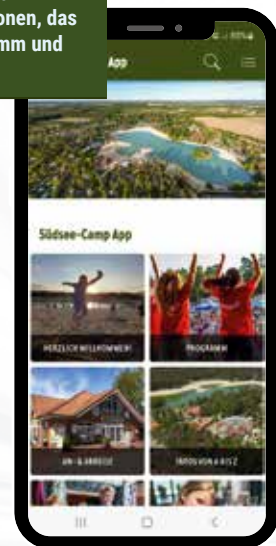 onen, das
mm und
App
Südsee-Camp App
HERZLICH WILLKOMMEN!
PROGRAMM
AN- & ABREISE
INFOS VON A BIS Z